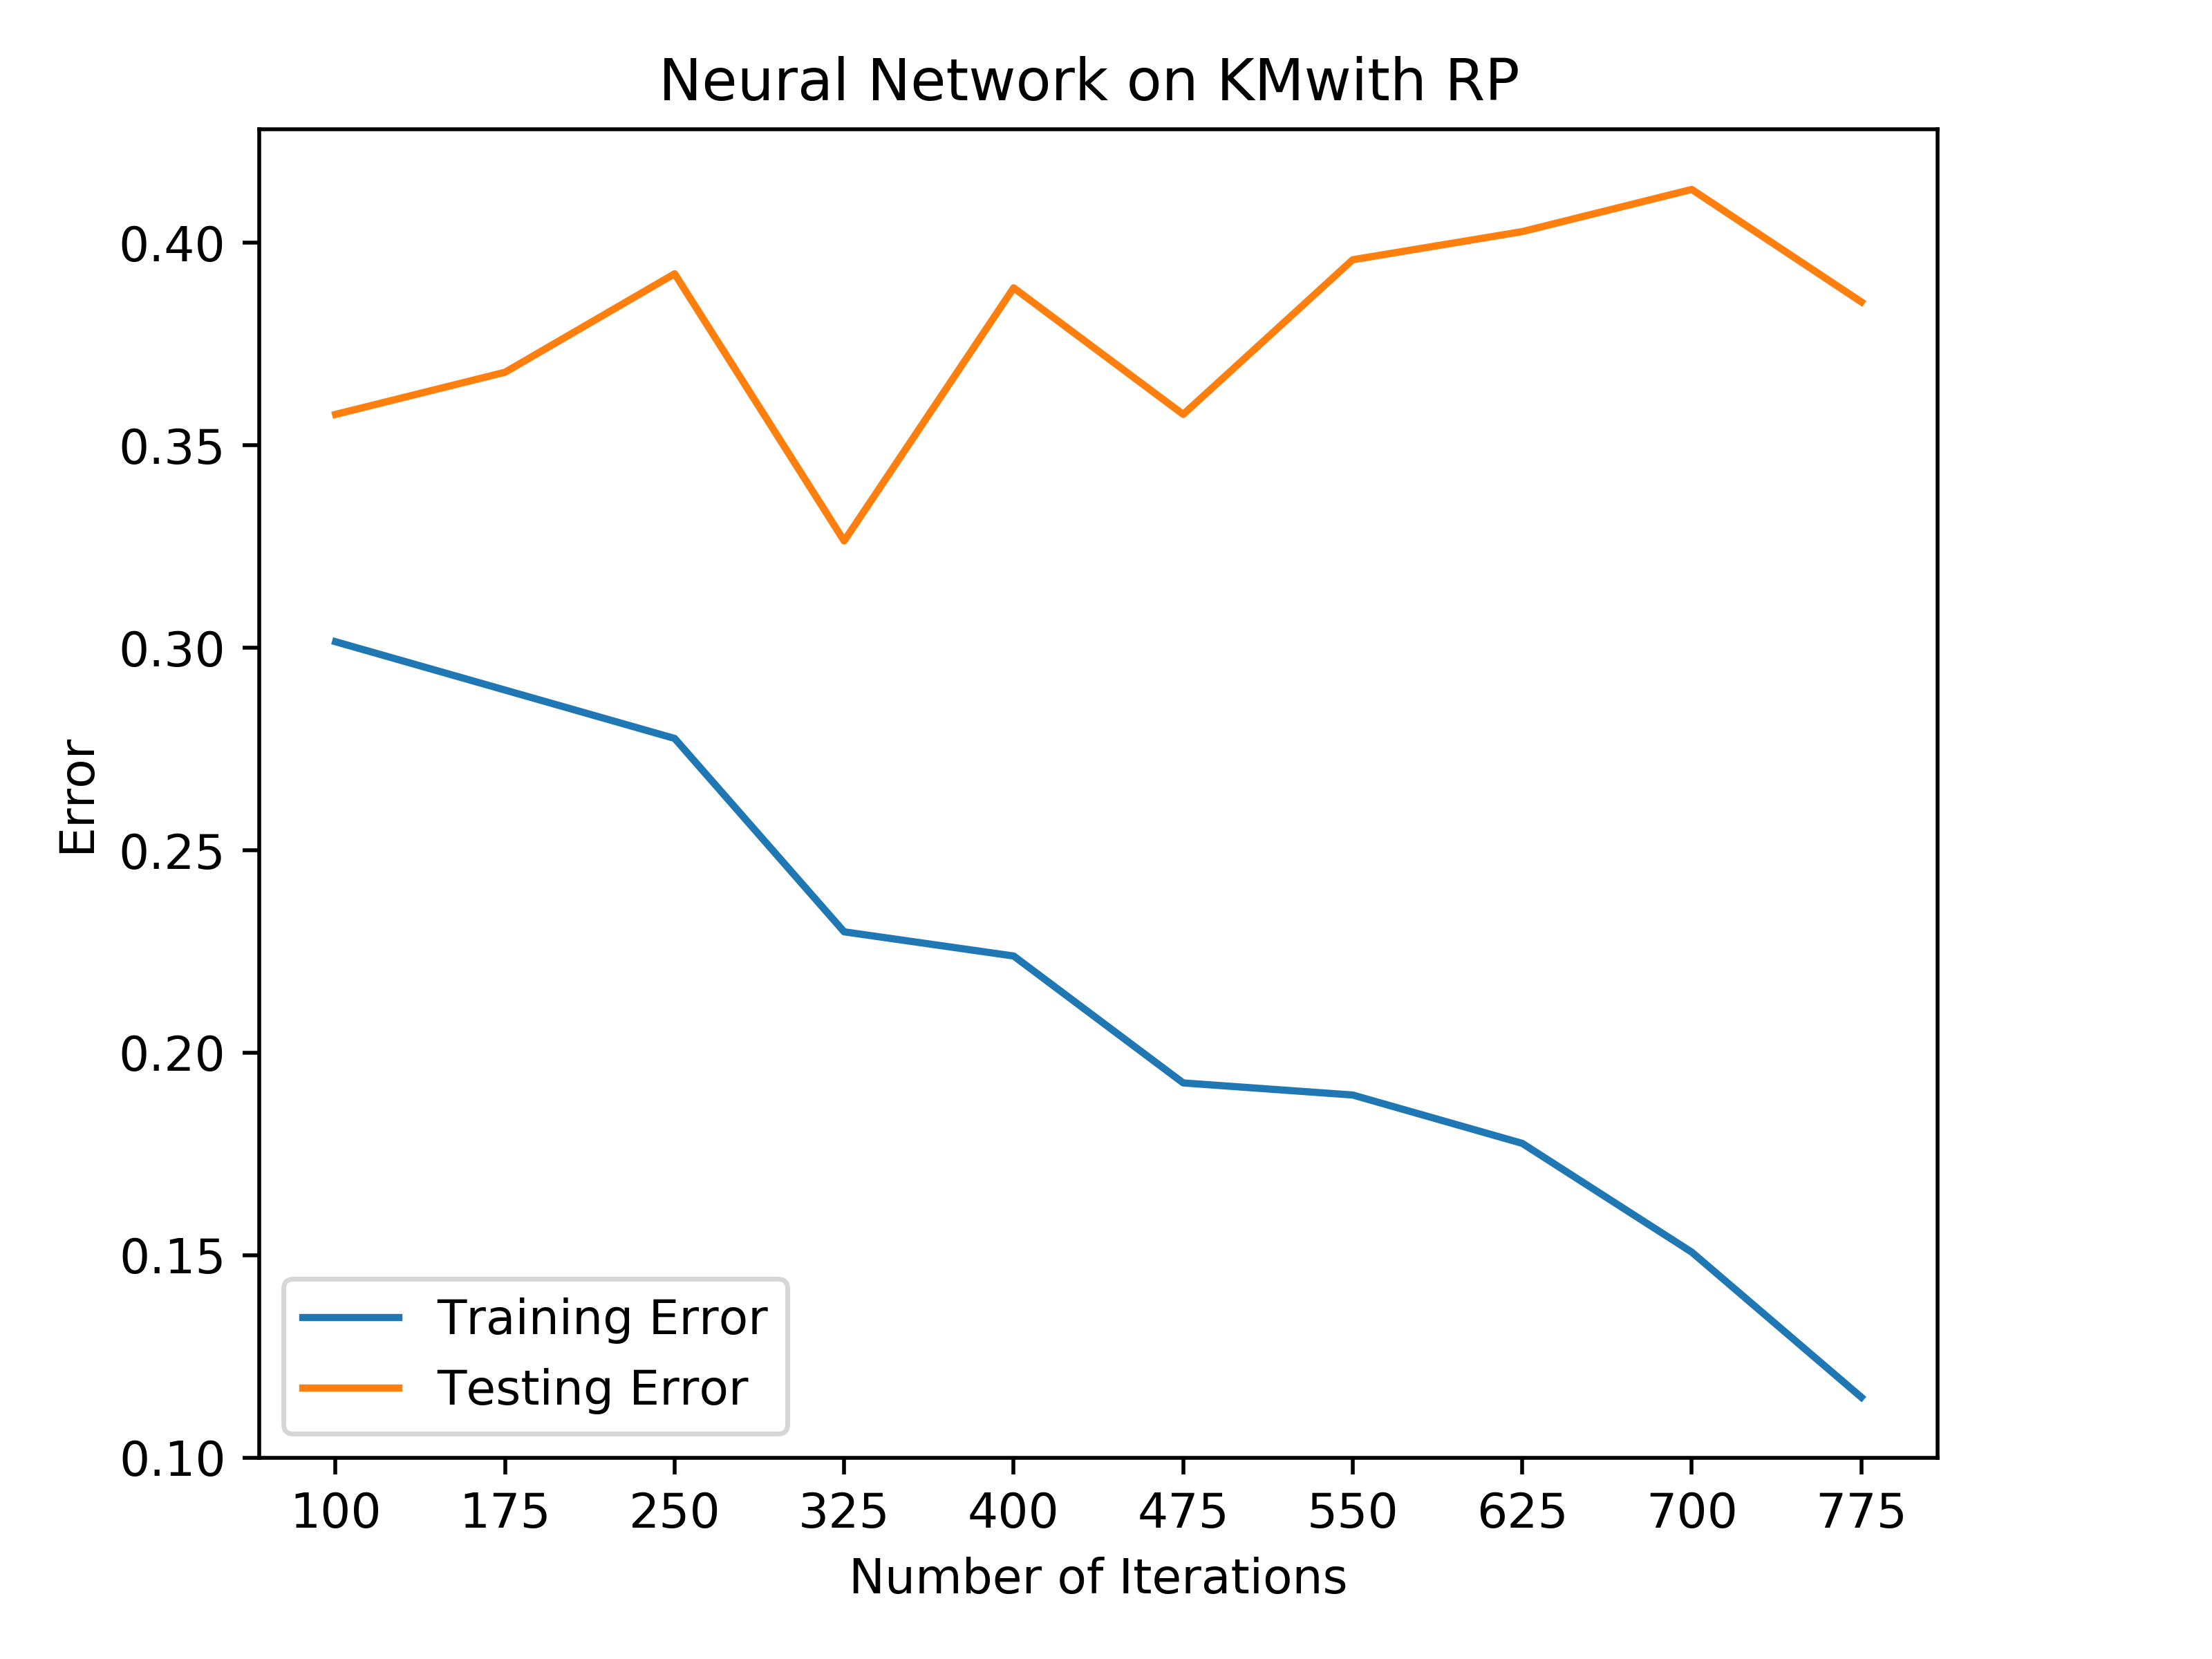 Neural Network on KMwith RP
0.40
0.35
0.30
0.25
0.20
0.15
0.10
Error
Training Error
Testing Error
100 175 250 325 400 475 550 625 700 775
Number of Iterations